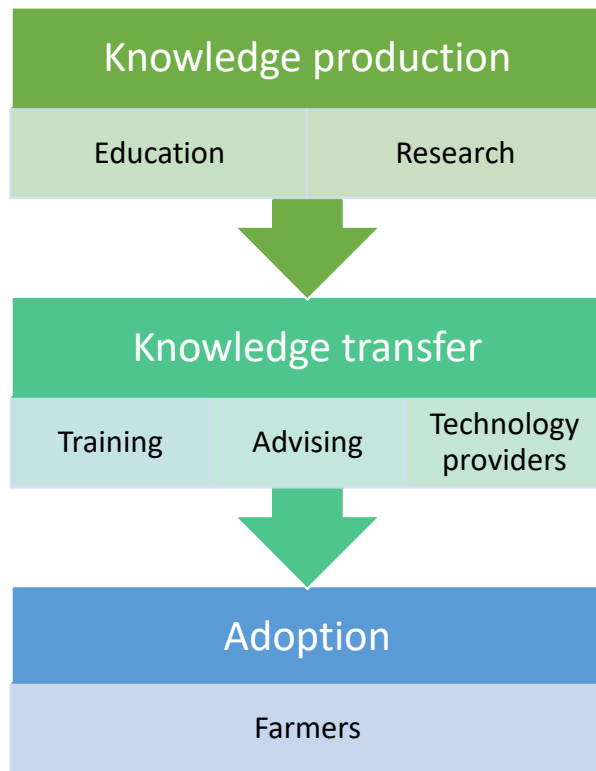 Knowledge production
Education
Research
Knowledge transfer
Training
Advising
Technology
providers
Adoption
Farmers